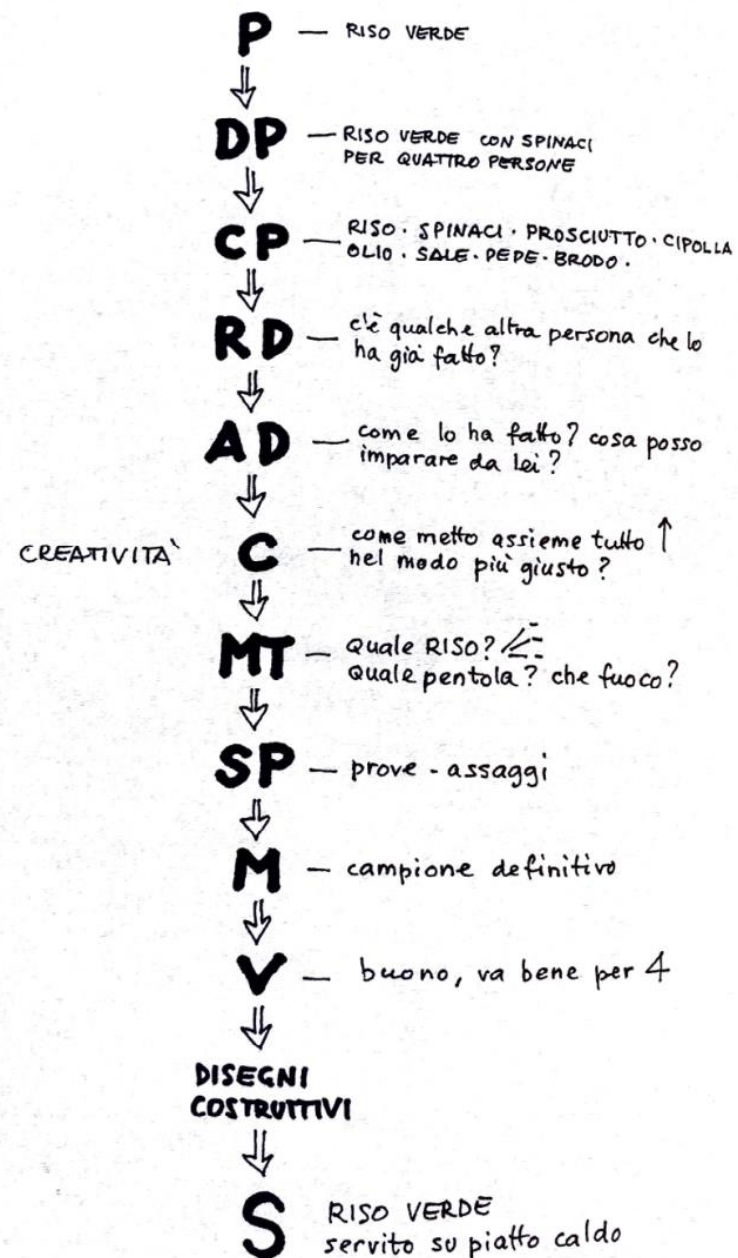 P — RISO VERDE
DP — RISO VERDE CON SPINACI
PER QUATTRO PERSONE
CP — RISO · SPINACI · PROSCIUTTO · CIPOLLA
OLIO · SALE · PEPE · BRODO ·
RD — c'è qualche altra persona che lo
ha già fatto?
AD — come lo ha fatto? cosa posso
imparare da lei?
CREATIVITÀ C — come metto assieme tutto ↑
nel modo più giusto?
MT — Quale RISO?
Quale pentola? che fuoco?
SP — prove - assaggi
M — campione definitivo
V — buono, va bene per 4
DISEGNI
COSTRUTTIVI
S RISO VERDE
servito su piatto caldo